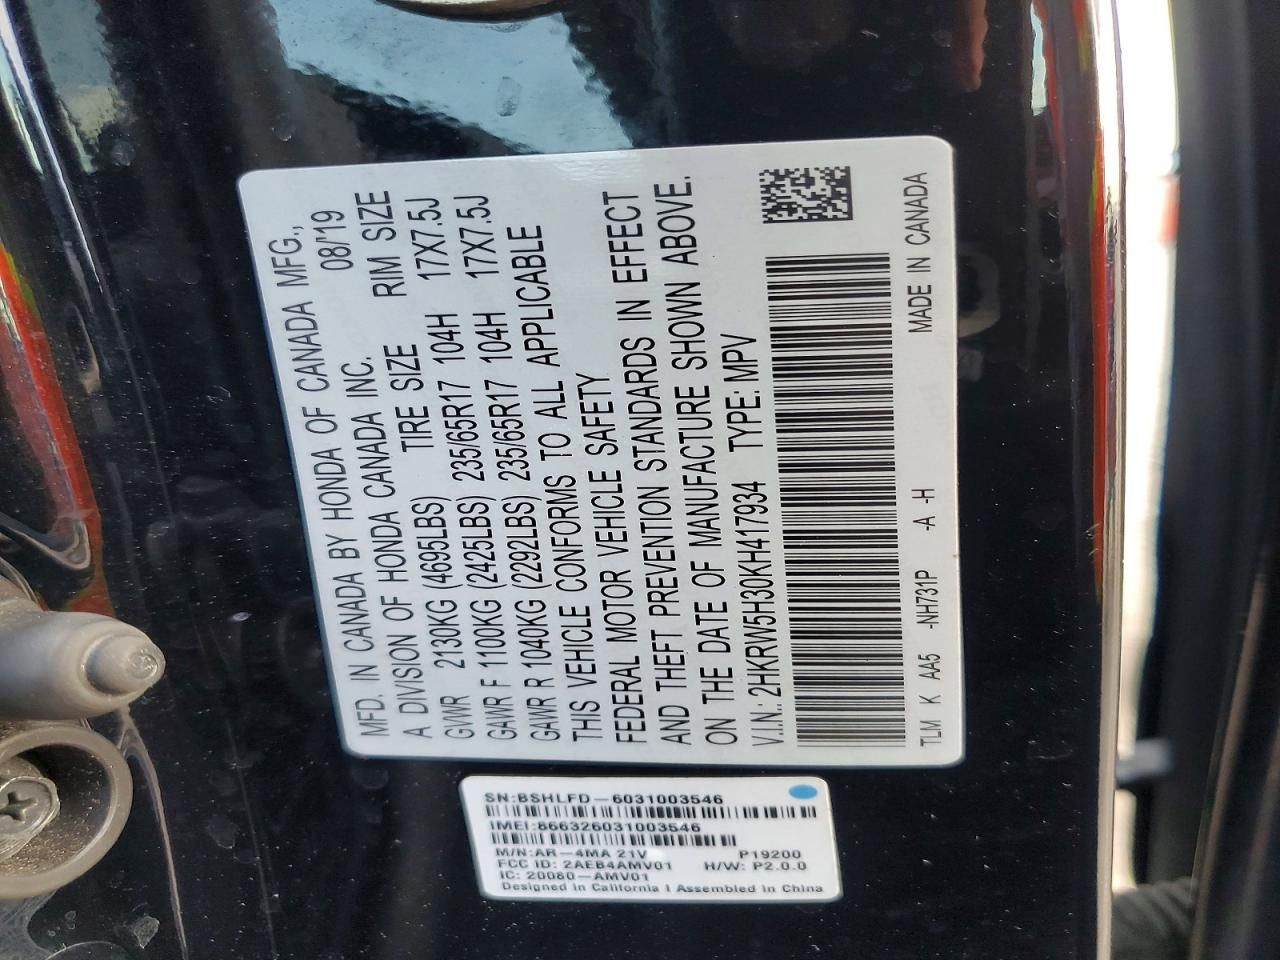 MFD. IN CANADA BY HONDA OF CANADA MFG.,
A DIVISION OF HONDA CANADA INC. 08/'19
TIRE SIZE RIM SIZE
GVWR 2130KG (4695LBS)
GAWR F 1100KG (2425LBS) 235/65R17 104H 17X7.5J
GAWR R 1040KG (2292LBS) 235/65R17 104H 17X7.5J
THIS VEHICLE CONFORMS TO ALL APPLICABLE
FEDERAL MOTOR VEHICLE SAFETY
AND THEFT PREVENTION STANDARDS IN EFFECT
ON THE DATE OF MANUFACTURE SHOWN ABOVE.
V.I.N.: 2HKRW5H30KH417934 TYPE: MPV
TLM K AA5 -NH731P -A -H MADE IN CANADA
SN:BSHLFD-6031003546
IMEI:866326031003546
M/N:AR-4MA 21V P19200
FCC ID: 2AEB4AMV01 H/W: P2.0.0
IC: 20060-AMV01
Designed in California | Assembled in China